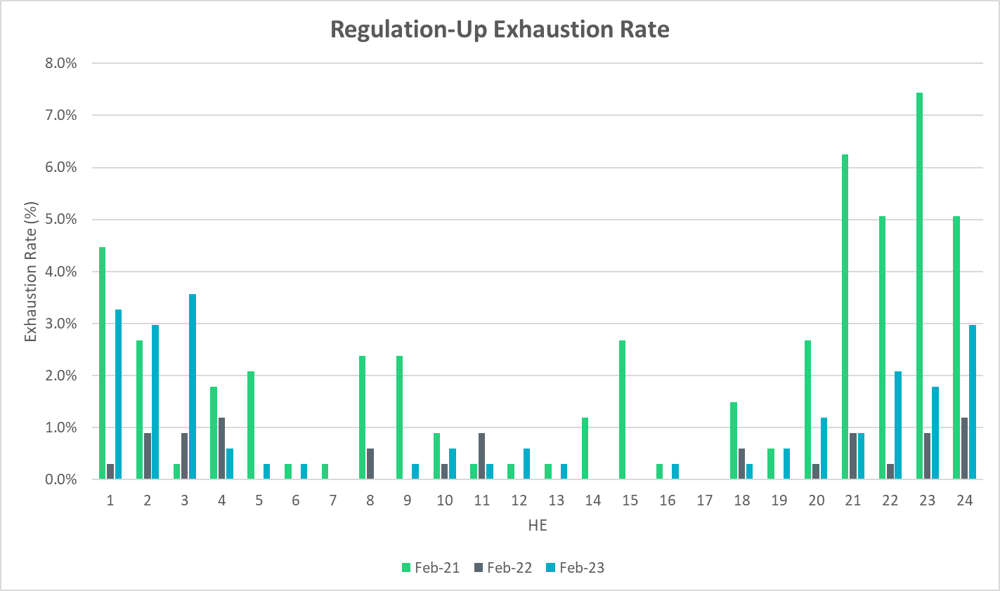 Regulation-Up Exhaustion Rate
8.0%
7.0%
6.0%
5.0%
4.0%
3.0%
2.0%
1.0%
0.0%
Exhaustion Rate (%)
1 2 3 4 5 6 7 8 9 10 11 12 13 14 15 16 17 18 19 20 21 22 23 24
HE
Feb-21 Feb-22 Feb-23